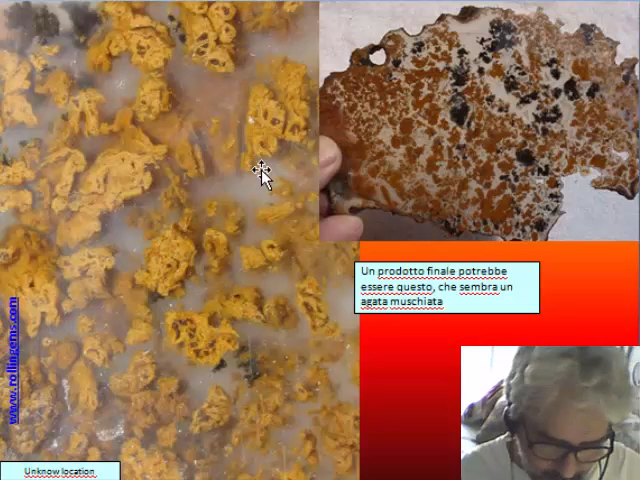 Un prodotto finale potrebbe
essere questo, che sembra un
agata muschiata
www.rollingems.com
Unknow location